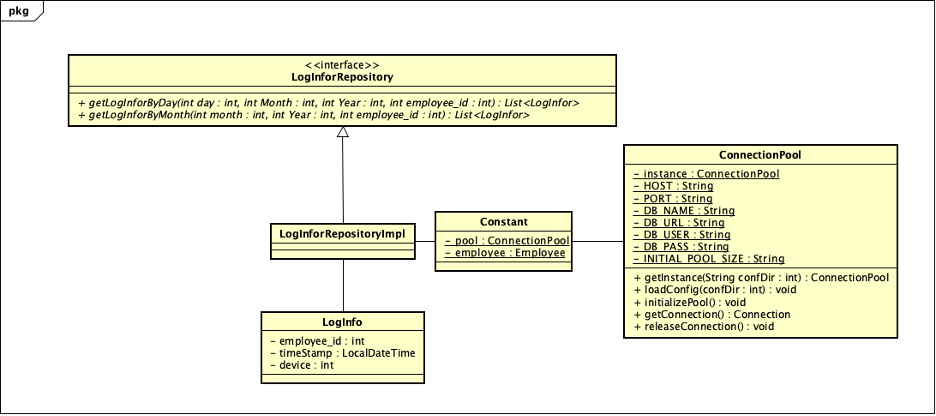 pkg
<<interface>>
LogInforRepository
+ getLogInforByDay(int day : int, int Month : int, int Year : int, int employee_id : int) : List<LogInfor>
+ getLogInforByMonth(int month : int, int Year : int, int employee_id : int) : List<LogInfor>
ConnectionPool
- instance : ConnectionPool
- HOST : String
- PORT : String
- DB_NAME : String
- DB_URL : String
- DB_USER : String
- DB_PASS : String
- INITIAL_POOL_SIZE : String
+ getInstance(String confDir : int) : ConnectionPool
+ loadConfig(confDir : int) : void
+ initializePool() : void
+ getConnection() : Connection
+ releaseConnection() : void
LogInforRepositoryImpl
Constant
- pool : ConnectionPool
- employee : Employee
LogInfo
- employee_id : int
- timeStamp : LocalDateTime
- device : int